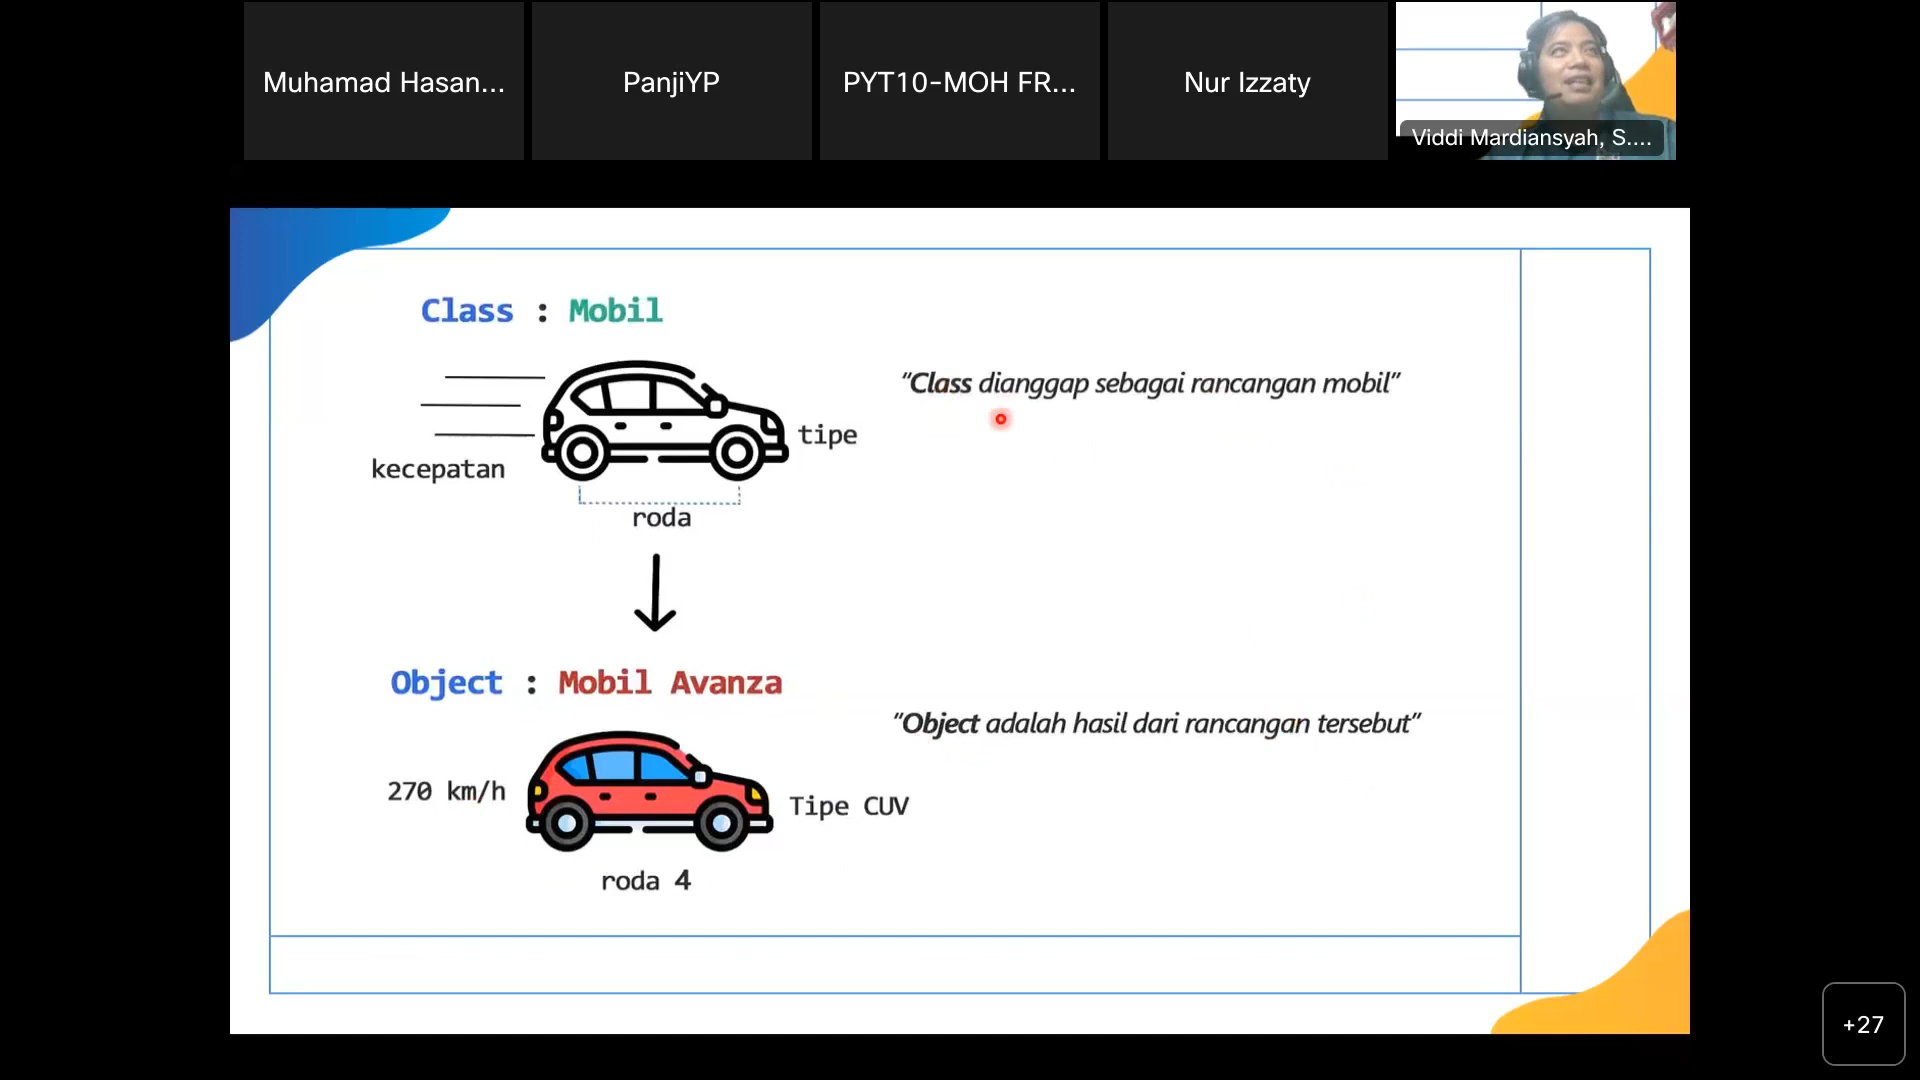 Muhamad Hasan...
PanjiYP
PYT10-MOH FR...
Nur Izzaty
Viddi Mardiansyah, S....
Class : Mobil
"Class dianggap sebagai rancangan mobil"
tipe
kecepatan
roda
Object : Mobil Avanza
"Object adalah hasil dari rancangan tersebut"
270 km/h
Tipe CUV
roda 4
+27